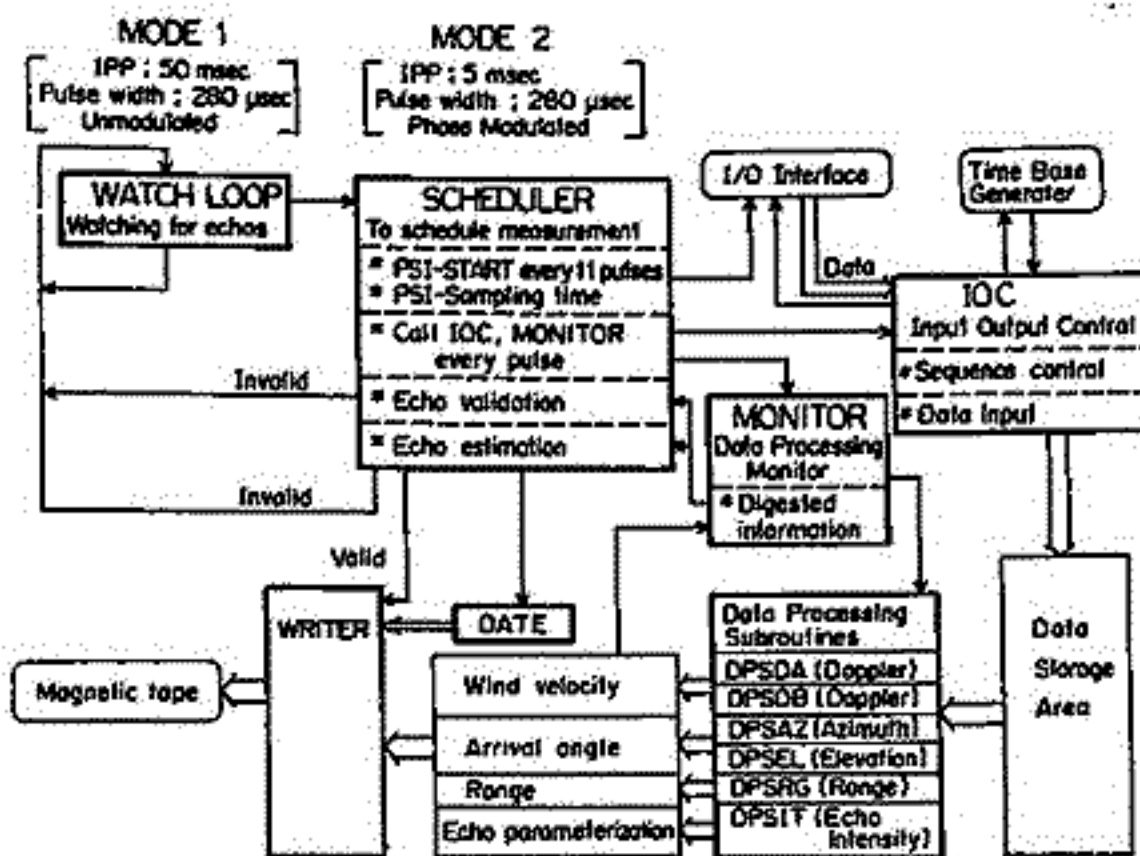 MODE 1
IPP : 50 msec
Pulse width : 280 μsec
Unmodulated
MODE 2
IPP : 5 msec
Pulse width : 280 μsec
Phase Modulated
WATCH LOOP
Watching for echos
SCHEDULER
To schedule measurement
* PSI-START every 11 pulses
* PSI-Sampling time
* Call IOC, MONITOR
every pulse
* Echo validation
* Echo estimation
I/O Interface
Time Base
Generater
Data
IOC
Input Output Control
* Sequence control
* Data Input
Invalid
Invalid
Valid
MONITOR
Data Processing
Monitor
* Digested
information
WRITER
DATE
Magnetic tape
Wind velocity
Arrival angle
Range
Echo parameterization
Data Processing
Subroutines
DPSDA (Doppler)
DPSDB (Doppler)
DPSAZ (Azimuth)
DPSEL (Elevation)
DPSRG (Range)
DPSIT (Echo
Intensity)
Data
Storage
Area